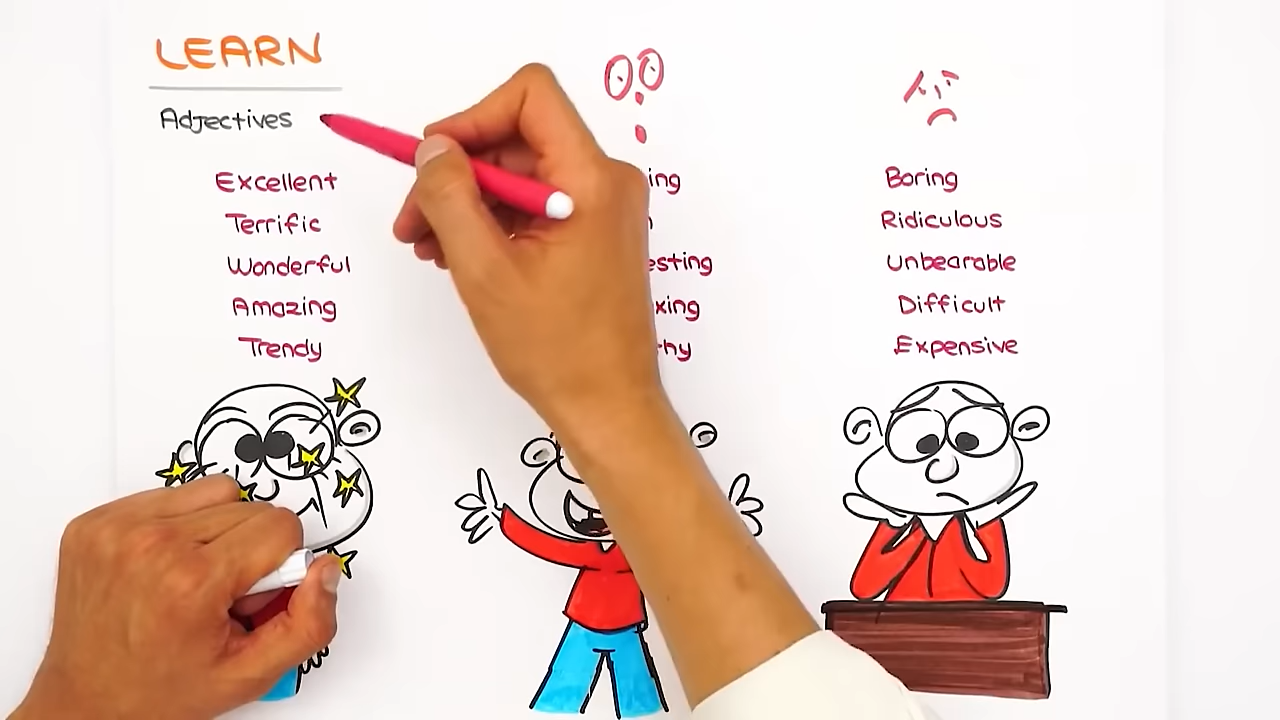 LEARN
Adjectives
Excellent
Terrific
Wonderful
Amazing
Trendy
Boring
Ridiculous
Unbearable
Difficult
Expensive